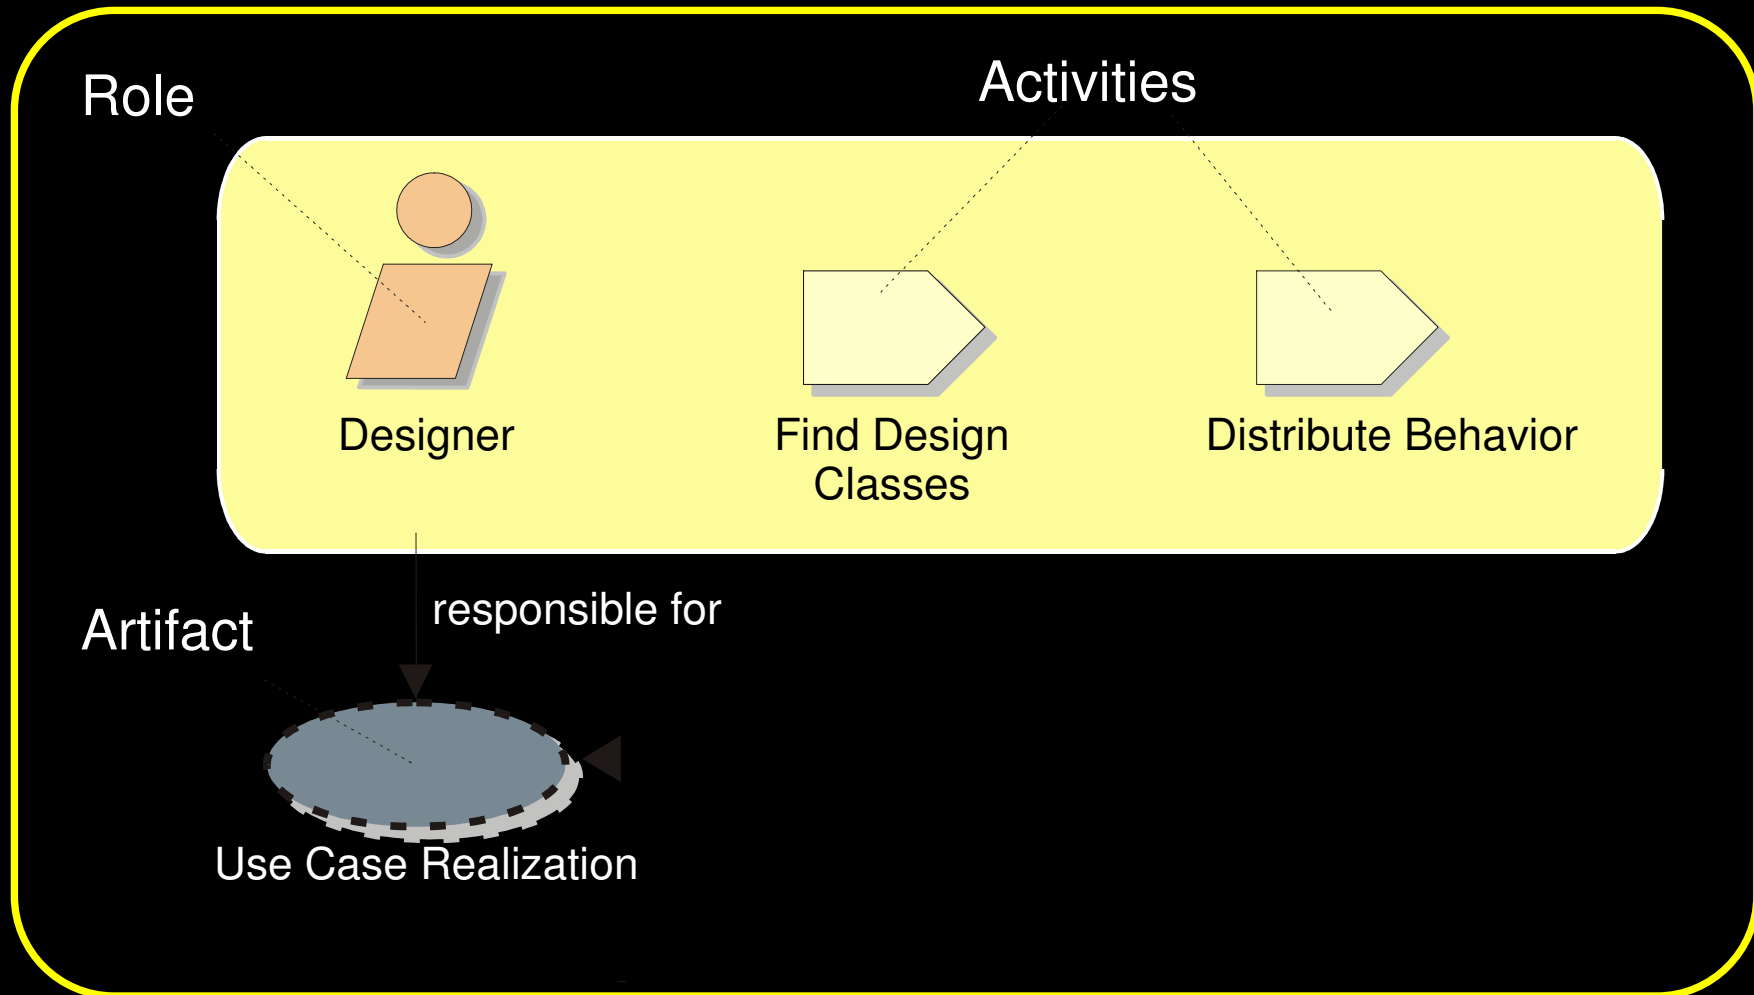 Role
Activities
Designer
Find Design
Classes
Distribute Behavior
responsible for
Artifact
Use Case Realization